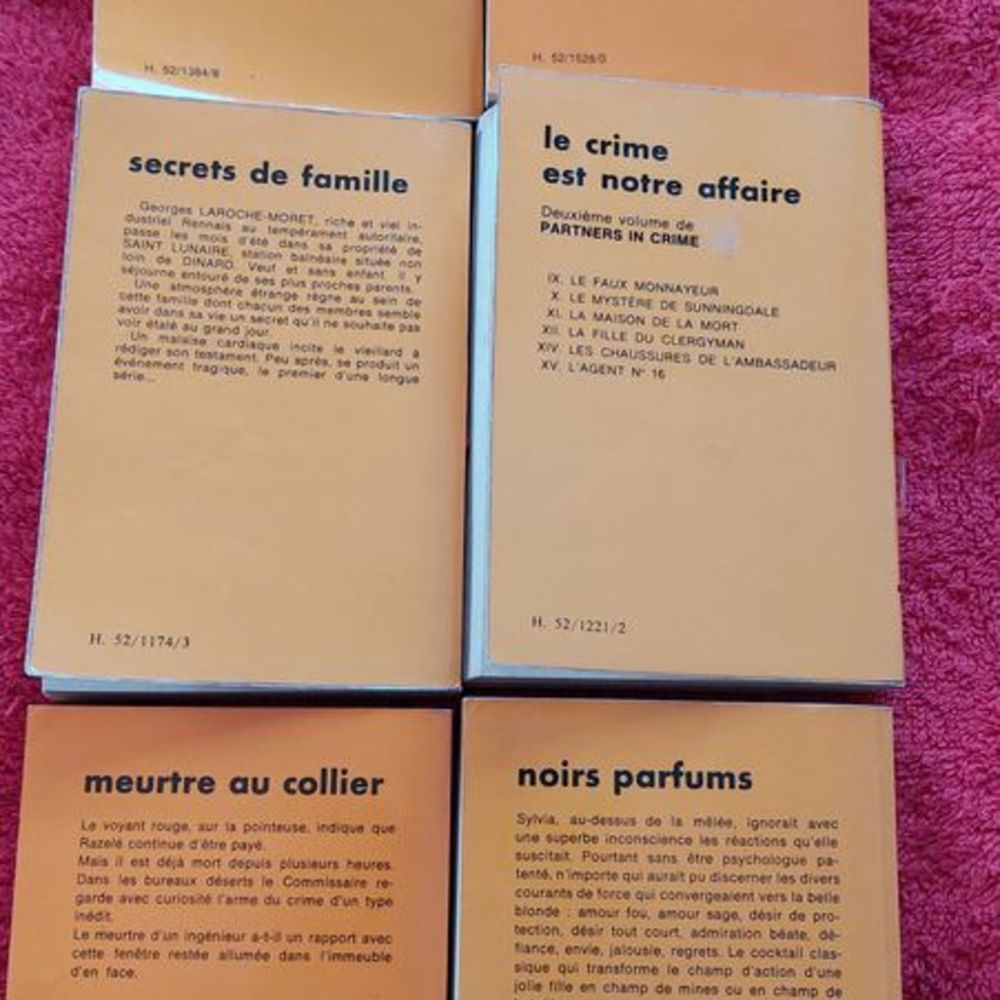 H. 52/1384/8
H. 52/1528/0
secrets de famille
Georges LAROCHE-MORET, riche et viel in-
dustriel Rennais au tempérament autoritaire,
passe les mois d'été dans sa propriété de
SAINT LUNAIRE, station balnéaire située non
loin de DINARD. Veuf et sans enfant, il y
séjourne entouré de ses plus proches parents.
Une atmosphère étrange règne au sein de
cette famille dont chacun des membres semble
avoir dans sa vie un secret qu'il ne souhaite pas
voir étalé au grand jour.
Un malaise cardiaque incite le vieillard à
rédiger son testament. Peu après, se produit un
événement tragique, le premier d'une longue
série...
H. 52/1174/3
le crime
est notre affaire
Deuxième volume de
PARTNERS IN CRIME
IX. LE FAUX MONNAYEUR
X. LE MYSTÈRE DE SUNNINGDALE
XI. LA MAISON DE LA MORT
XII. LA FILLE DU CLERGYMAN
XIV. LES CHAUSSURES DE L'AMBASSADEUR
XV. L'AGENT N° 16
H. 52/1221/2
meurtre au collier
Le voyant rouge, sur la pointeuse, indique que
Razelé continue d'être payé.
Mais il est déjà mort depuis plusieurs heures.
Dans les bureaux déserts le Commissaire re-
garde avec curiosité l'arme du crime d'un type
inédit.
Le meurtre d'un ingénieur a-t-il un rapport avec
cette fenêtre restée allumée dans l'immeuble
d'en face.
noirs parfums
Sylvia, au-dessus de la mêlée, ignorait avec
une superbe inconscience les réactions qu'elle
suscitait. Pourtant sans être psychologue pa-
tenté, n'importe qui aurait pu discerner les divers
courants de force qui convergeaient vers la belle
blonde : amour fou, amour sage, désir de pro-
tection, désir tout court, admiration béate, dé-
fiance, envie, jalousie, regrets. Le cocktail clas-
sique qui transforme le champ d'action d'une
jolie fille en champ de mines ou en champ de